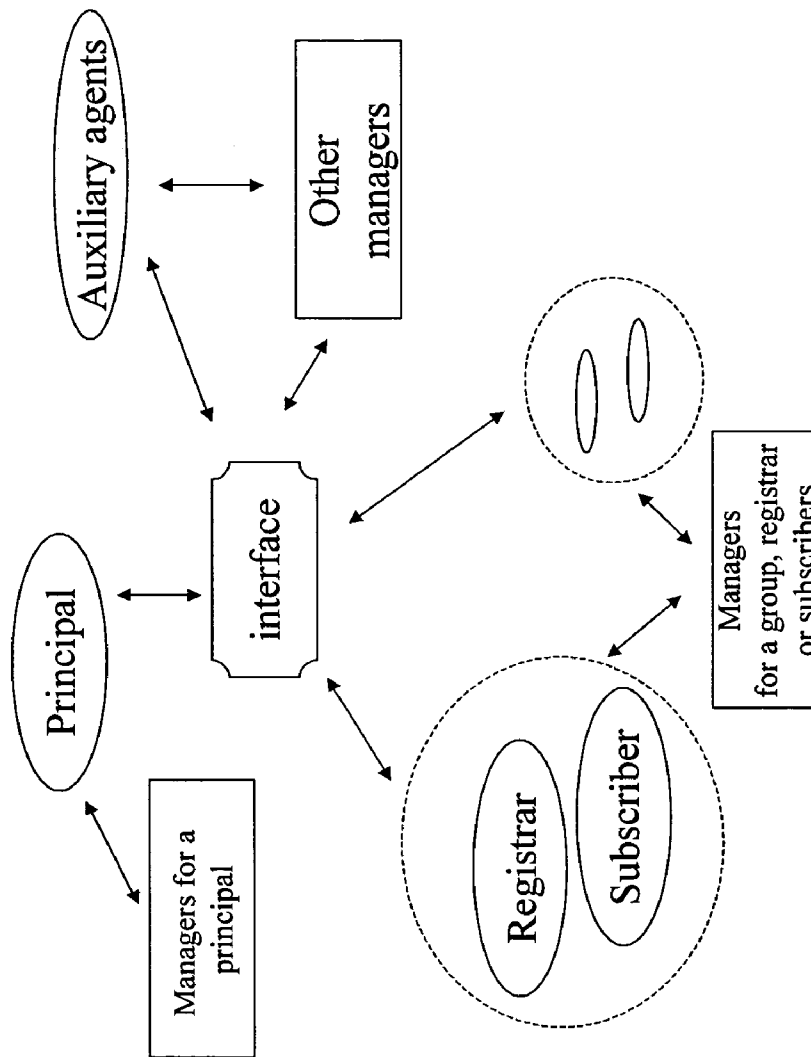 Principal
Auxiliary agents
Managers for a
principal
interface
Other
managers
Registrar
Subscriber
Managers
for a group, registrar
or subscribers